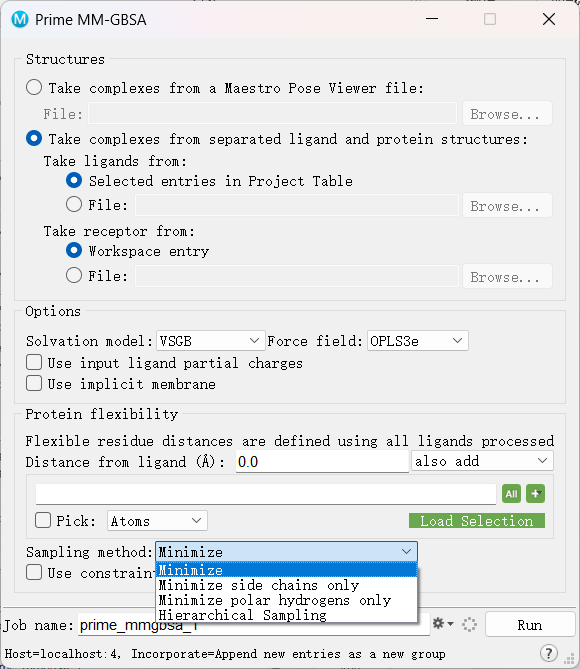 M Prime MM-GBSA
Structures
Take complexes from a Maestro Pose Viewer file:
File: Browse...
Take complexes from separated ligand and protein structures:
Take ligands from:
Selected entries in Project Table
File: Browse...
Take receptor from:
Workspace entry
File: Browse...
Options
Solvation model: VSGB Force field: OPLS3e
Use input ligand partial charges
Use implicit membrane
Protein flexibility
Flexible residue distances are defined using all ligands processed
Distance from ligand (Å): 0.0 also add
All +
Pick: Atoms Load Selection
Sampling method: Minimize
Minimize
Use constraint
Minimize side chains only
Minimize polar hydrogens only
Hierarchical Sampling
Job name: prime_mmgbsa_1 Run
Host=localhost:4, Incorporate=Append new entries as a new group ?